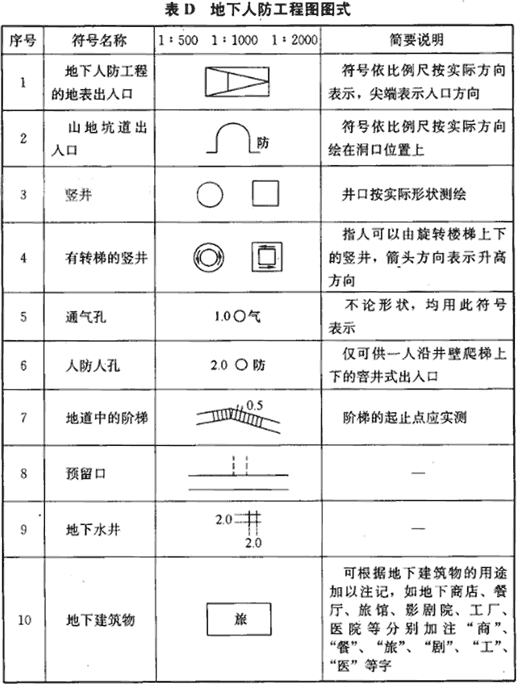 表 D 地下人防工程图图式
序号 符号名称 1∶500 1∶1000 1∶2000 简要说明
1 地下人防工程的地表出入口 符号依比例尺按实际方向
表示，尖端表示入口方向
2 山地坑道出
入口 防 符号依比例尺按实际方向
绘在洞口位置上
3 竖井 井口按实际形状测绘
4 有转梯的竖井 指人可以由旋转楼梯上下
的竖井，箭头方向表示升高
方向
5 通气孔 1.0 气 不论形状，均用此符号
表示
6 人防人孔 2.0 防 仅可供一人沿井壁爬梯上
下的窖井式出入口
7 地道中的阶梯 0.5 阶梯的起止点应实测
8 预留口 —
9 地下水井 2.0 —
2.0
10 地下建筑物 旅 可根据地下建筑物的用途
加以注记，如地下商店、餐
厅、旅馆、影剧院、工厂、
医院等分别加注“商”、
“餐”、“旅”、“剧”、“工”、
“医”等字